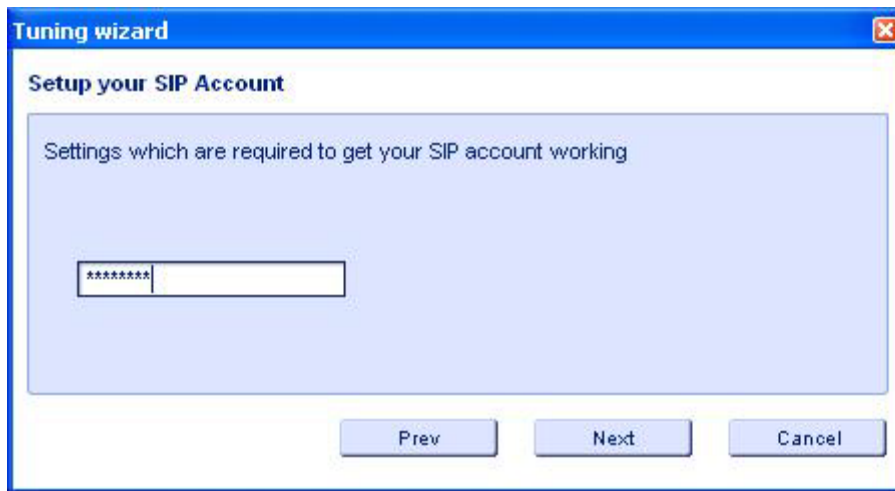 Tuning wizard
Setup your SIP Account
Settings which are required to get your SIP account working
********
Prev Next Cancel